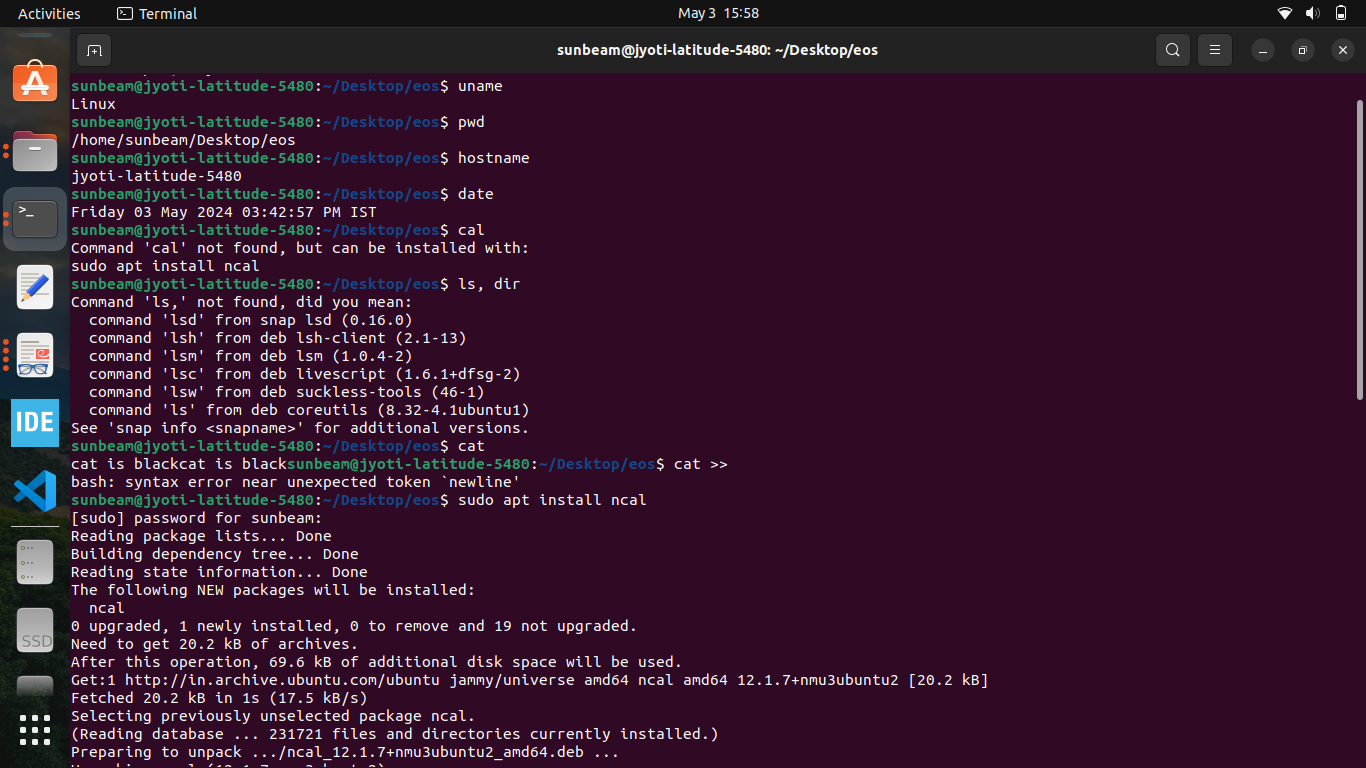 Activities
Terminal
May 3 15:58
sunbeam@jyoti-latitude-5480: ~/Desktop/eos
sunbeam@jyoti-latitude-5480:~/Desktop/eos$ uname
Linux
sunbeam@jyoti-latitude-5480:~/Desktop/eos$ pwd
/home/sunbeam/Desktop/eos
sunbeam@jyoti-latitude-5480:~/Desktop/eos$ hostname
jyoti-latitude-5480
sunbeam@jyoti-latitude-5480:~/Desktop/eos$ date
Friday 03 May 2024 03:42:57 PM IST
sunbeam@jyoti-latitude-5480:~/Desktop/eos$ cal
Command 'cal' not found, but can be installed with:
sudo apt install ncal
sunbeam@jyoti-latitude-5480:~/Desktop/eos$ ls, dir
Command 'ls,' not found, did you mean:
  command 'lsd' from snap lsd (0.16.0)
  command 'lsh' from deb lsh-client (2.1-13)
  command 'lsm' from deb lsm (1.0.4-2)
  command 'lsc' from deb livescript (1.6.1+dfsg-2)
  command 'lsw' from deb suckless-tools (46-1)
  command 'ls' from deb coreutils (8.32-4.1ubuntu1)
See 'snap info <snapname>' for additional versions.
sunbeam@jyoti-latitude-5480:~/Desktop/eos$ cat
cat is blackcat is blacksunbeam@jyoti-latitude-5480:~/Desktop/eos$ cat >>
bash: syntax error near unexpected token `newline'
sunbeam@jyoti-latitude-5480:~/Desktop/eos$ sudo apt install ncal
[sudo] password for sunbeam:
Reading package lists... Done
Building dependency tree... Done
Reading state information... Done
The following NEW packages will be installed:
  ncal
0 upgraded, 1 newly installed, 0 to remove and 19 not upgraded.
Need to get 20.2 kB of archives.
After this operation, 69.6 kB of additional disk space will be used.
Get:1 http://in.archive.ubuntu.com/ubuntu jammy/universe amd64 ncal amd64 12.1.7+nmu3ubuntu2 [20.2 kB]
Fetched 20.2 kB in 1s (17.5 kB/s)
Selecting previously unselected package ncal.
(Reading database ... 231721 files and directories currently installed.)
Preparing to unpack .../ncal_12.1.7+nmu3ubuntu2_amd64.deb ...
IDE
SSD